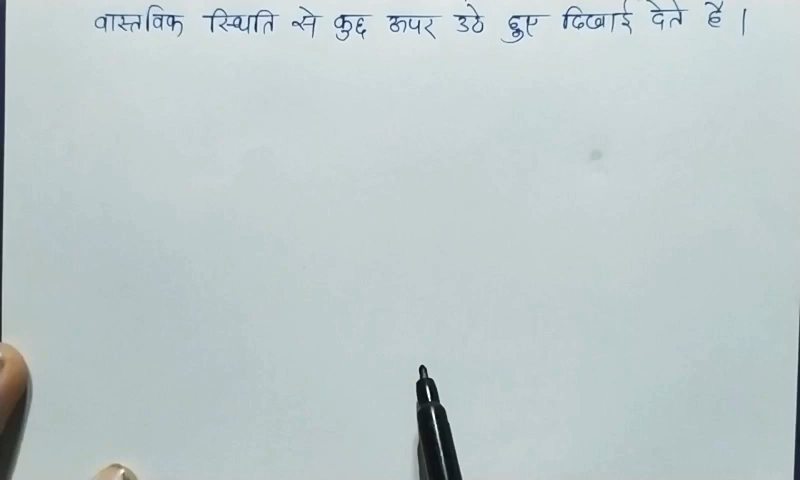 वास्तविक स्थिति से कुछ ऊपर उठे हुए दिखाई देते है।